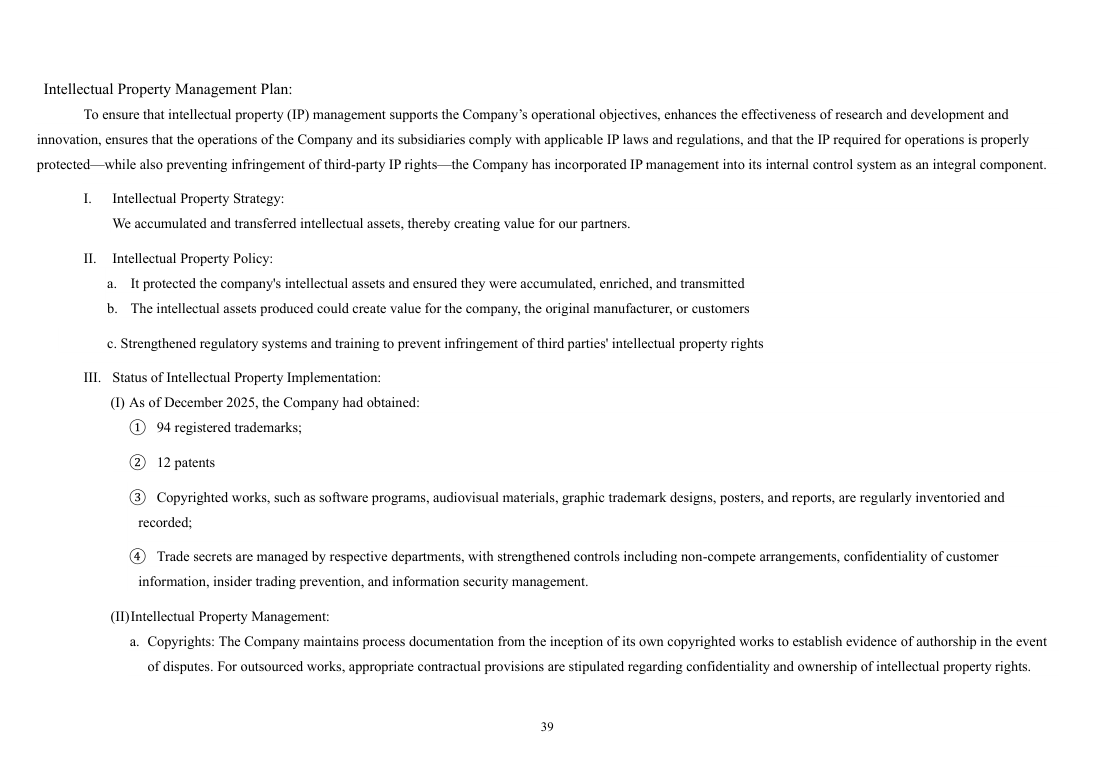 Intellectual Property Management Plan:
To ensure that intellectual property (IP) management supports the Company’s operational objectives, enhances the effectiveness of research and development and
innovation, ensures that the operations of the Company and its subsidiaries comply with applicable IP laws and regulations, and that the IP required for operations is properly
protected—while also preventing infringement of third-party IP rights—the Company has incorporated IP management into its internal control system as an integral component.
I. Intellectual Property Strategy:
We accumulated and transferred intellectual assets, thereby creating value for our partners.
II. Intellectual Property Policy:
a. It protected the company's intellectual assets and ensured they were accumulated, enriched, and transmitted
b. The intellectual assets produced could create value for the company, the original manufacturer, or customers
c. Strengthened regulatory systems and training to prevent infringement of third parties' intellectual property rights
III. Status of Intellectual Property Implementation:
(I) As of December 2025, the Company had obtained:
① 94 registered trademarks;
② 12 patents
③ Copyrighted works, such as software programs, audiovisual materials, graphic trademark designs, posters, and reports, are regularly inventoried and
recorded;
④ Trade secrets are managed by respective departments, with strengthened controls including non-compete arrangements, confidentiality of customer
information, insider trading prevention, and information security management.
(II)Intellectual Property Management:
a. Copyrights: The Company maintains process documentation from the inception of its own copyrighted works to establish evidence of authorship in the event
of disputes. For outsourced works, appropriate contractual provisions are stipulated regarding confidentiality and ownership of intellectual property rights.
39